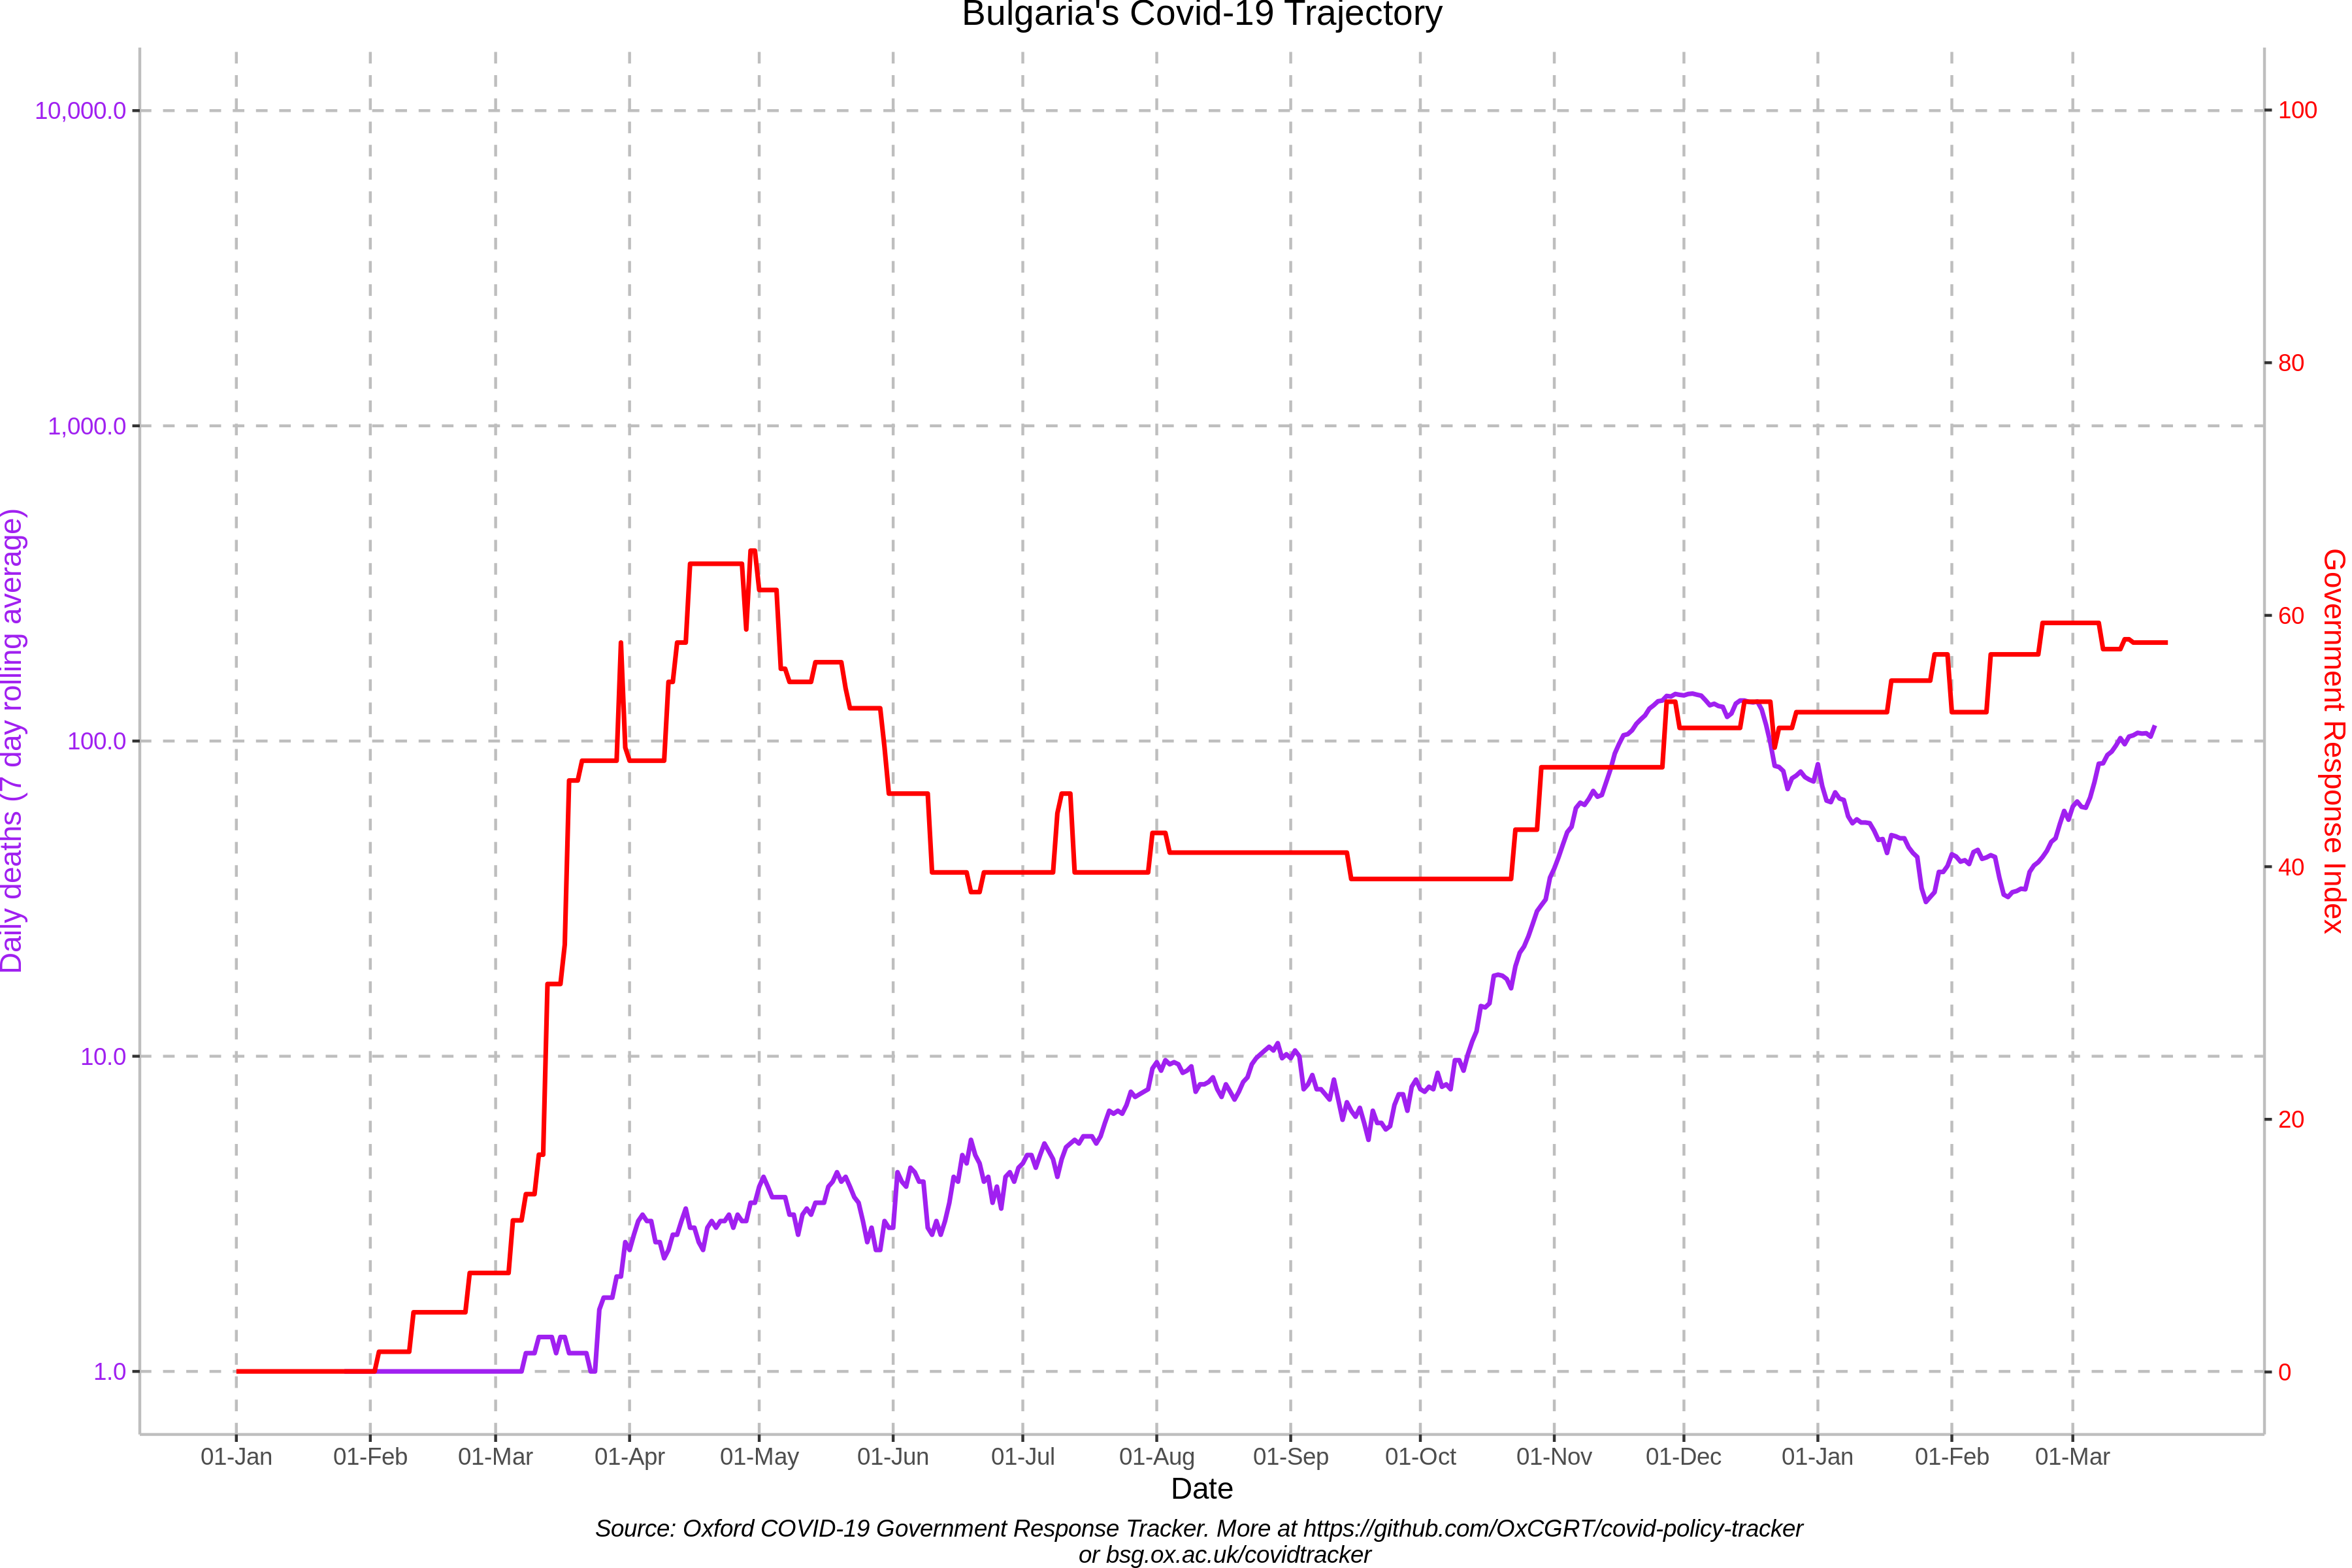 Bulgaria's Covid-19 Trajectory
Daily deaths (7 day rolling average)
10,000.0
1,000.0
100.0
10.0
1.0
100
80
60
40
20
0
Government Response Index
01-Jan 01-Feb 01-Mar 01-Apr 01-May 01-Jun 01-Jul 01-Aug 01-Sep 01-Oct 01-Nov 01-Dec 01-Jan 01-Feb 01-Mar
Date
Source: Oxford COVID-19 Government Response Tracker. More at https://github.com/OxCGRT/covid-policy-tracker
or bsg.ox.ac.uk/covidtracker